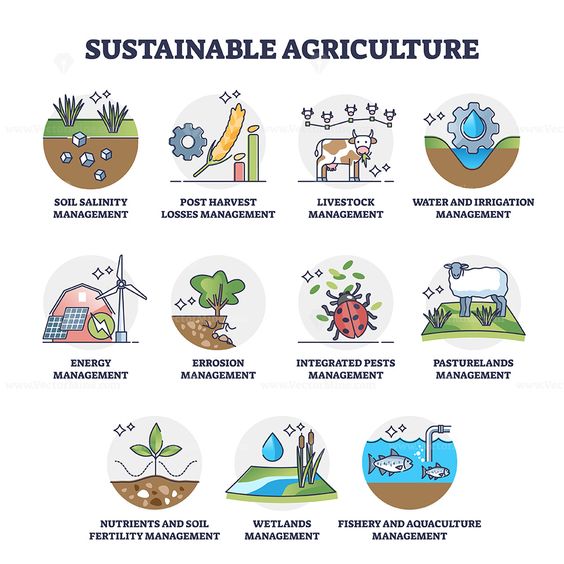 SUSTAINABLE AGRICULTURE
SOIL SALINITY
MANAGEMENT
POST HARVEST
LOSSES MANAGEMENT
LIVESTOCK
MANAGEMENT
WATER AND IRRIGATION
MANAGEMENT
ENERGY
MANAGEMENT
ERROSION
MANAGEMENT
INTEGRATED PESTS
MANAGEMENT
PASTURELANDS
MANAGEMENT
NUTRIENTS AND SOIL
FERTILITY MANAGEMENT
WETLANDS
MANAGEMENT
FISHERY AND AQUACULTURE
MANAGEMENT